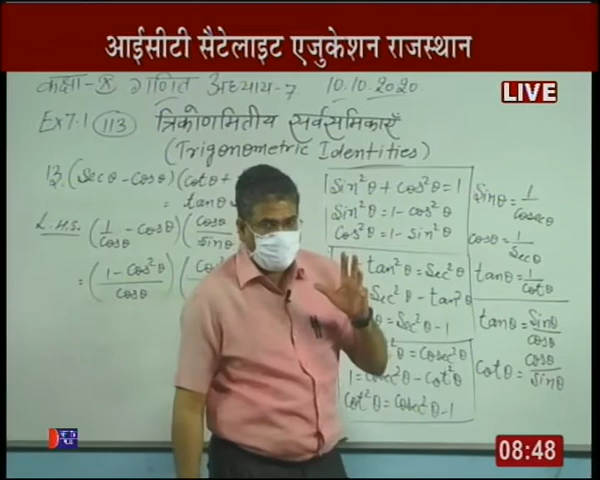 आईसीटी सैटेलाइट एजुकेशन राजस्थान
LIVE
कक्षा-X गणित अध्याय-7 10.10.2020
Ex 7.1 113 त्रिकोणमितीय सर्वसमिकाएँ
(Trigonometric Identities)
13. (Secθ - cosθ)(cotθ +
= tanθ
L.H.S. (1/cosθ - cosθ)(cosθ/sinθ
= ((1 - cos²θ)/cosθ)(
Sin²θ + cos²θ = 1
Sin²θ = 1 - cos²θ
cos²θ = 1 - sin²θ
tan²θ = Sec²θ
Sec²θ - tan²θ
= Sec²θ - 1
= cosec²θ
1 = cosec²θ - cot²θ
cot²θ = cosec²θ - 1
Sinθ = 1/cosecθ
cosθ = 1/Secθ
tanθ = 1/cotθ
tanθ = Sinθ/cosθ
cotθ = cosθ/Sinθ
08:48